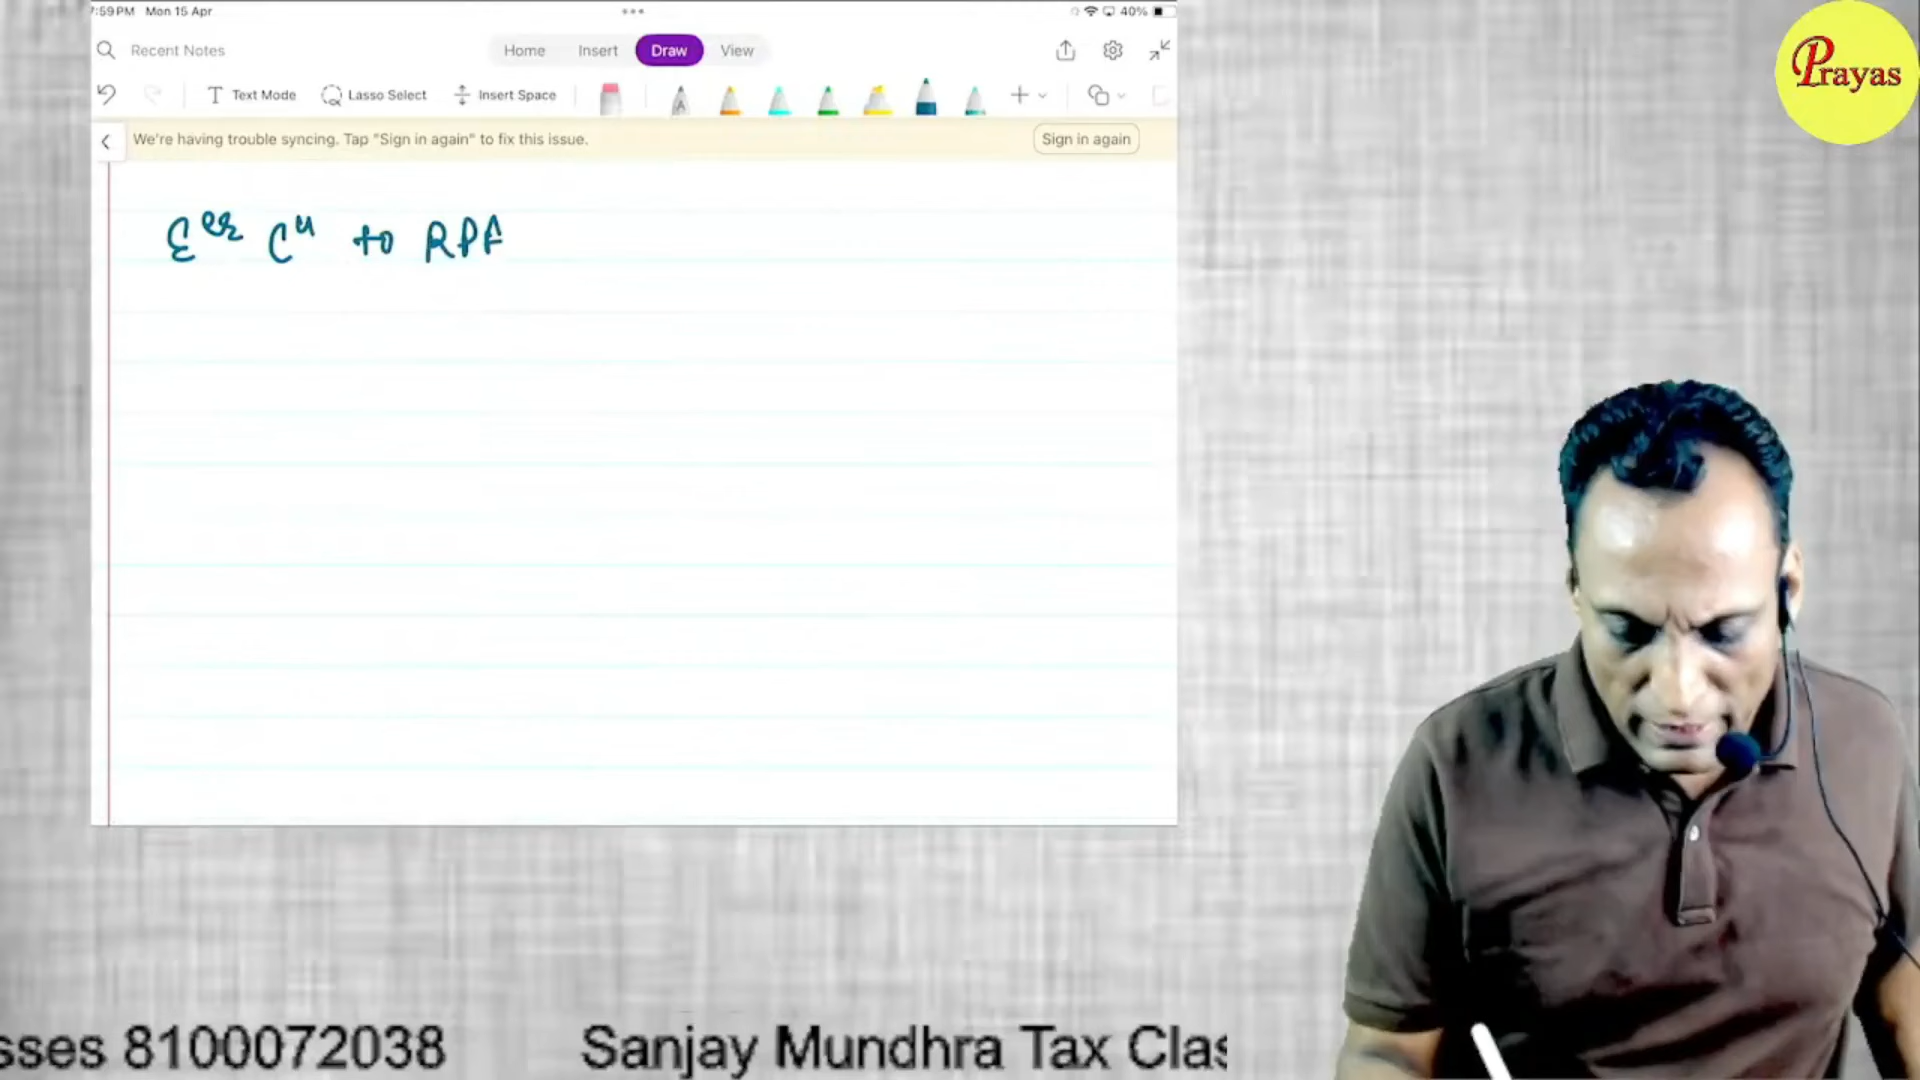 7:59 PM Mon 15 Apr
40%
Recent Notes
Home Insert Draw View
Text Mode Lasso Select Insert Space
We're having trouble syncing. Tap "Sign in again" to fix this issue.
Sign in again
Prayas
E^er C^n to RPF
sses 8100072038 Sanjay Mundhra Tax Clas